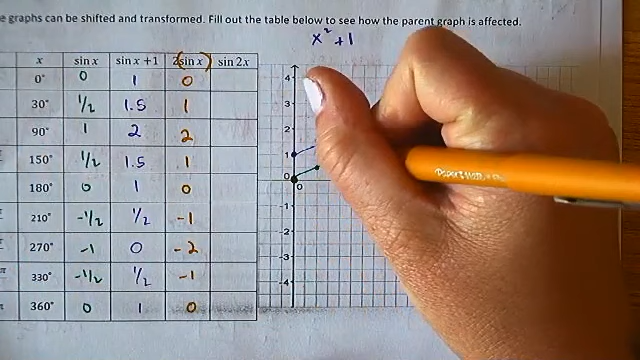 e graphs can be shifted and transformed. Fill out the table below to see how the parent graph is affected.
x² + 1
x sin x sin x + 1 2(sin x) sin 2x
0° 0 1 0
30° 1/2 1.5 1
90° 1 2 2
150° 1/2 1.5 1
180° 0 1 0
210° -1/2 1/2 -1
270° -1 0 -2
330° -1/2 1/2 -1
360° 0 1 0
4
3
2
1
0
0
-1
-2
-3
-4